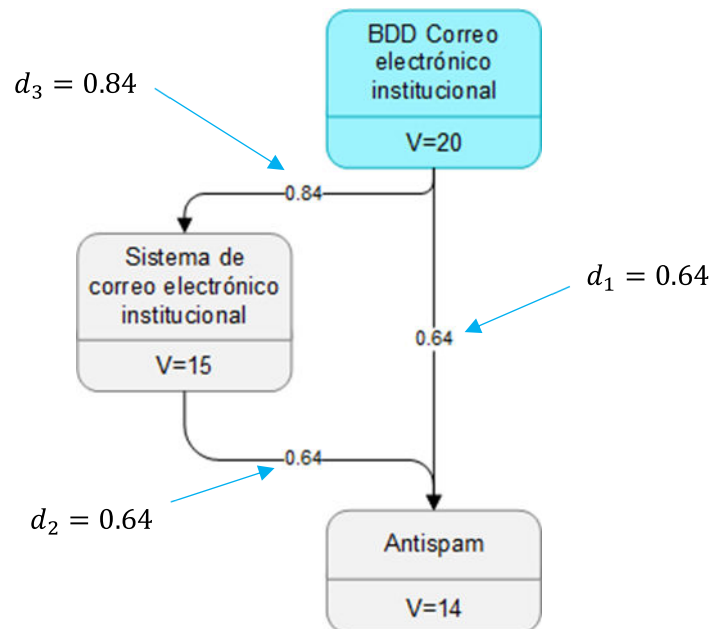 BDD Correo
electrónico
institucional
V=20
d₃ = 0.84
0.84
Sistema de
correo electrónico
institucional
V=15
d₁ = 0.64
0.64
0.64
d₂ = 0.64
Antispam
V=14